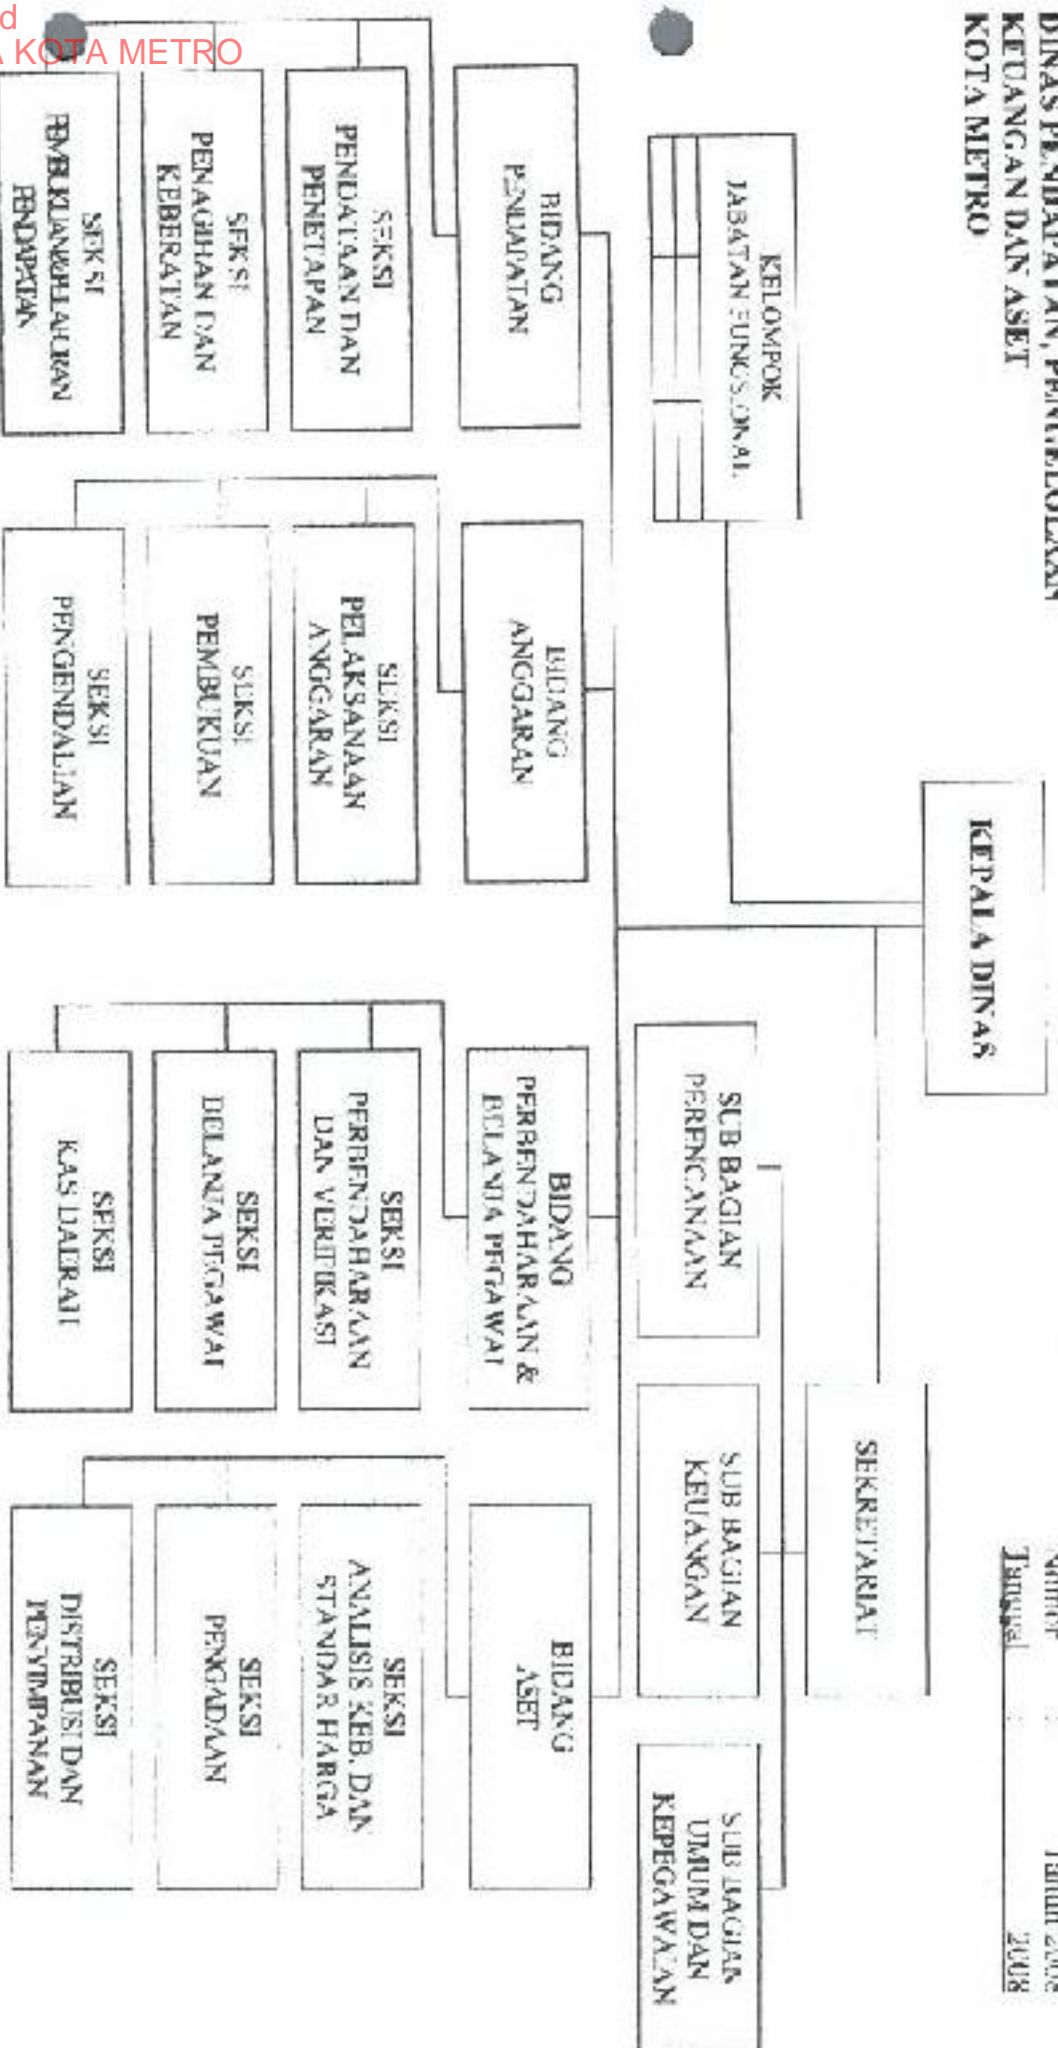 DINAS PENDAPATAN, PENGELOLAAN
KEUANGAN DAN ASET
KOTA METRO
Nomor
Tahun 2008
Tanggal
2008
KEPALA DINAS
SEKRETARIAT
KELOMPOK
JABATAN FUNGSIONAL
SUB BAGIAN
PERENCANAAN
SUB BAGIAN
KEUANGAN
SUB BAGIAN
UMUM DAN
KEPEGAWAIAN
BIDANG
PENDAPATAN
BIDANG
ANGGARAN
BIDANG
PERBENDAHARAAN &
BELANJA PEGAWAI
BIDANG
ASET
SEKSI
PENDATAAN DAN
PENETAPAN
SEKSI
PELAKSANAAN
ANGGARAN
SEKSI
PERBENDAHARAAN
DAN VERIFIKASI
SEKSI
ANALISIS KEB. DAN
STANDAR HARGA
SEKSI
PENAGIHAN DAN
KEBERATAN
SEKSI
PEMBUKUAN
SEKSI
BELANJA PEGAWAI
SEKSI
PENGADAAN
SEKSI
PENDAPATAN
SEKSI
PENGENDALIAN
SEKSI
KAS DAERAH
SEKSI
DISTRIBUSI DAN
PENYIMPANAN
KOTA METRO